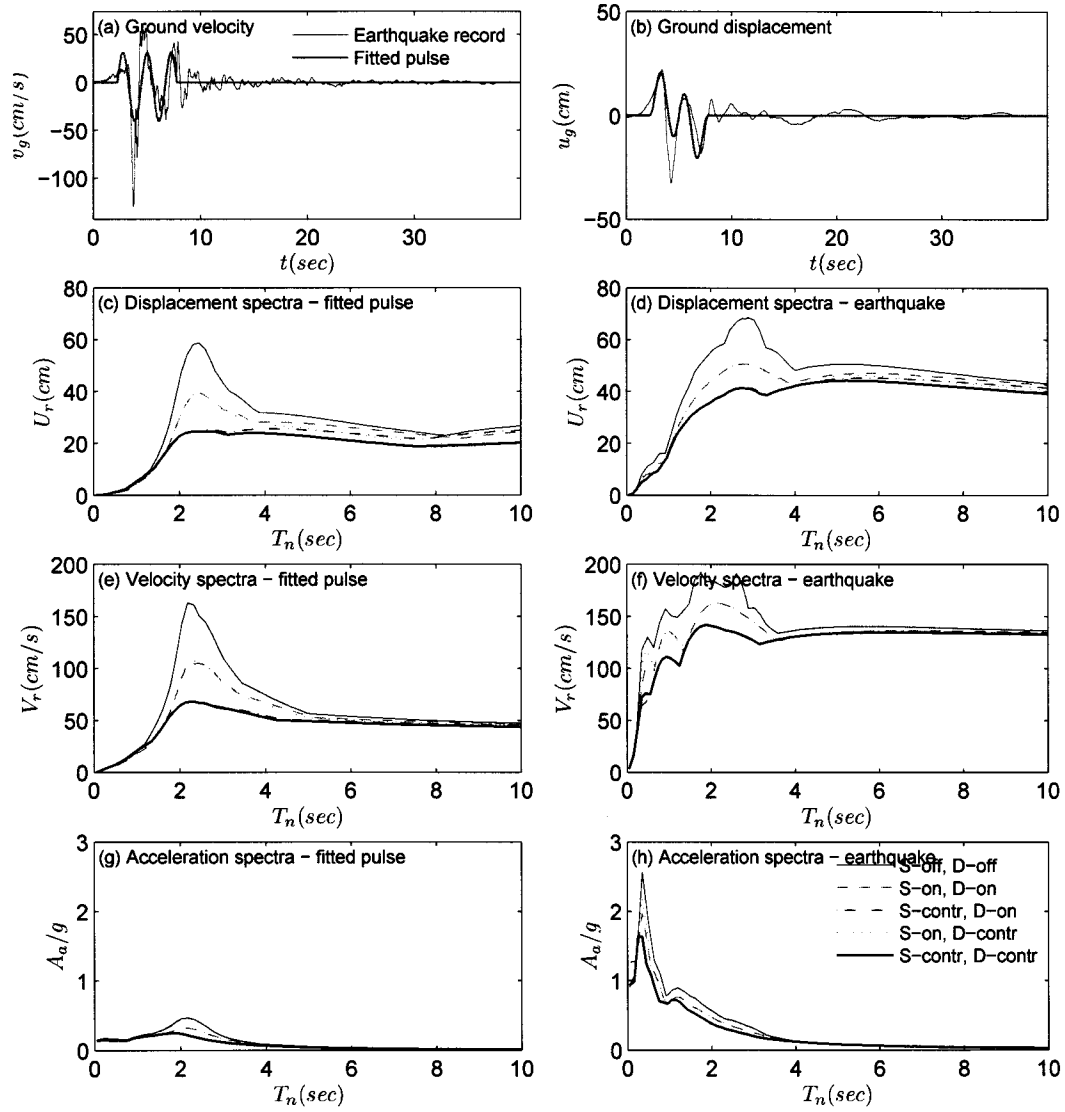 (a) Ground velocity
Earthquake record
Fitted pulse
50
0
−50
−100
v_g(cm/s)
0 10 20 30
t(sec)
(b) Ground displacement
50
0
−50
u_g(cm)
0 10 20 30
t(sec)
(c) Displacement spectra − fitted pulse
80
60
40
20
0
U_r(cm)
0 2 4 6 8 10
T_n(sec)
(d) Displacement spectra − earthquake
80
60
40
20
0
U_r(cm)
0 2 4 6 8 10
T_n(sec)
(e) Velocity spectra − fitted pulse
200
150
100
50
0
V_r(cm/s)
0 2 4 6 8 10
T_n(sec)
(f) Velocity spectra − earthquake
200
150
100
50
0
V_r(cm/s)
0 2 4 6 8 10
T_n(sec)
(g) Acceleration spectra − fitted pulse
3
2
1
0
A_a/g
0 2 4 6 8 10
T_n(sec)
(h) Acceleration spectra − earthquake
S−off, D−off
S−on, D−on
S−contr, D−on
S−on, D−contr
S−contr, D−contr
3
2
1
0
A_a/g
0 2 4 6 8 10
T_n(sec)